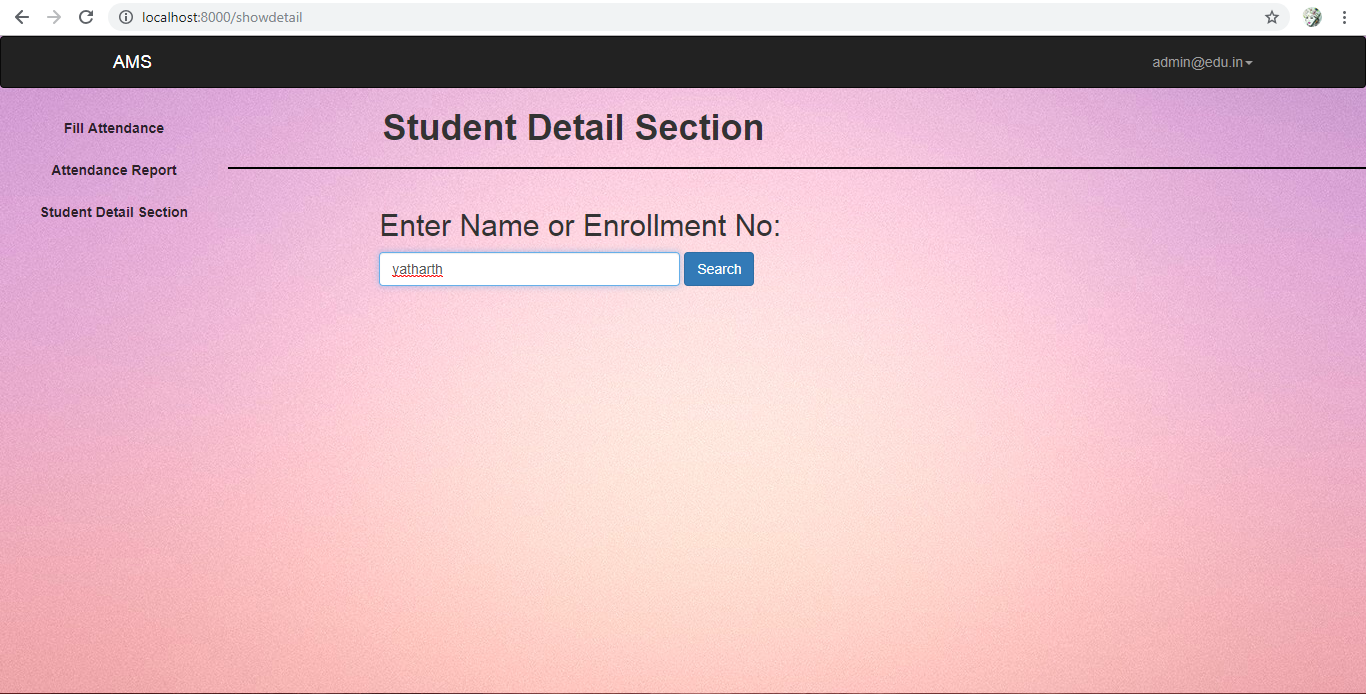 localhost:8000/showdetail
AMS
admin@edu.in
Fill Attendance
Attendance Report
Student Detail Section
Student Detail Section
Enter Name or Enrollment No:
yatharth
Search